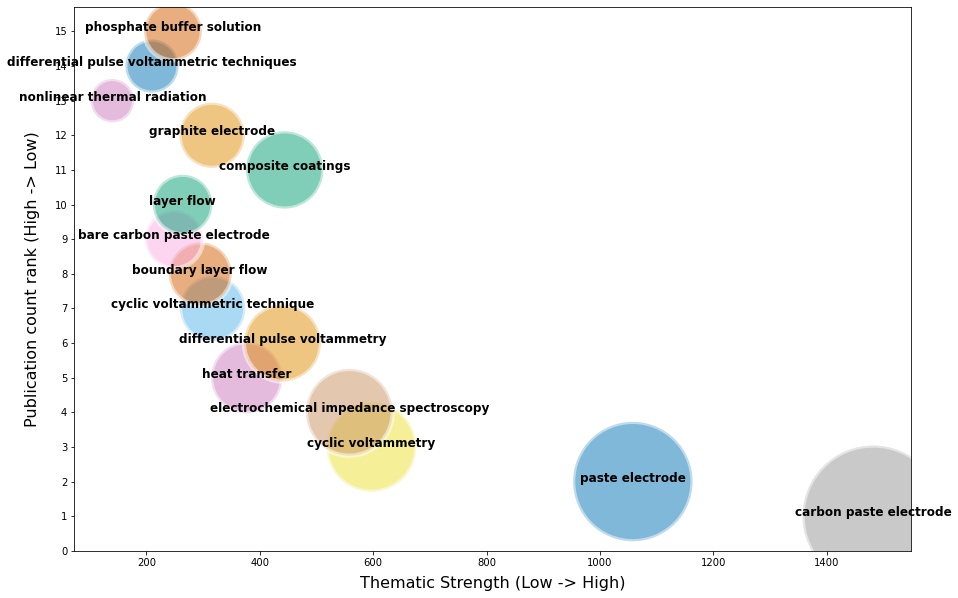 Publication count rank (High -> Low)
15
phosphate buffer solution
14
differential pulse voltammetric techniques
13
nonlinear thermal radiation
12
graphite electrode
11
composite coatings
10
layer flow
9
bare carbon paste electrode
8
boundary layer flow
7
cyclic voltammetric technique
6
differential pulse voltammetry
5
heat transfer
4
electrochemical impedance spectroscopy
3
cyclic voltammetry
2
paste electrode
1
carbon paste electrode
0
200 400 600 800 1000 1200 1400
Thematic Strength (Low -> High)